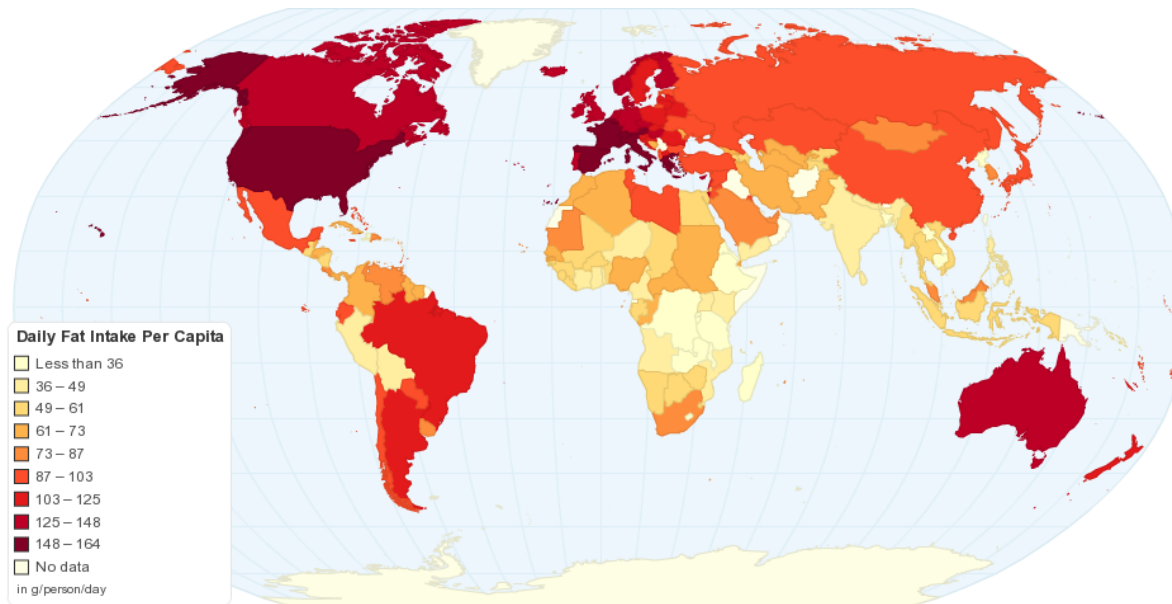 Daily Fat Intake Per Capita
Less than 36
36 – 49
49 – 61
61 – 73
73 – 87
87 – 103
103 – 125
125 – 148
148 – 164
No data
in g/person/day